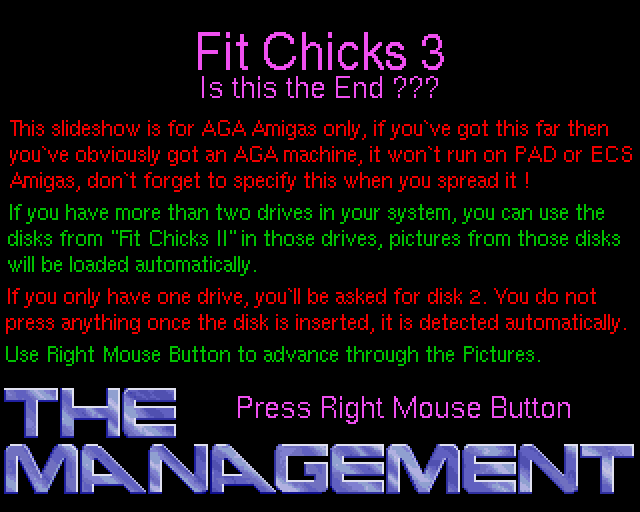 Fit Chicks 3
Is this the End ???
This slideshow is for AGA Amigas only, if you`ve got this far then
you`ve obviously got an AGA machine, it won`t run on PAD or ECS
Amigas, don`t forget to specify this when you spread it !
If you have more than two drives in your system, you can use the
disks from "Fit Chicks II" in those drives, pictures from those disks
will be loaded automatically.
If you only have one drive, you`ll be asked for disk 2. You do not
press anything once the disk is inserted, it is detected automatically.
Use Right Mouse Button to advance through the Pictures.
Press Right Mouse Button
THE
MANAGEMENT